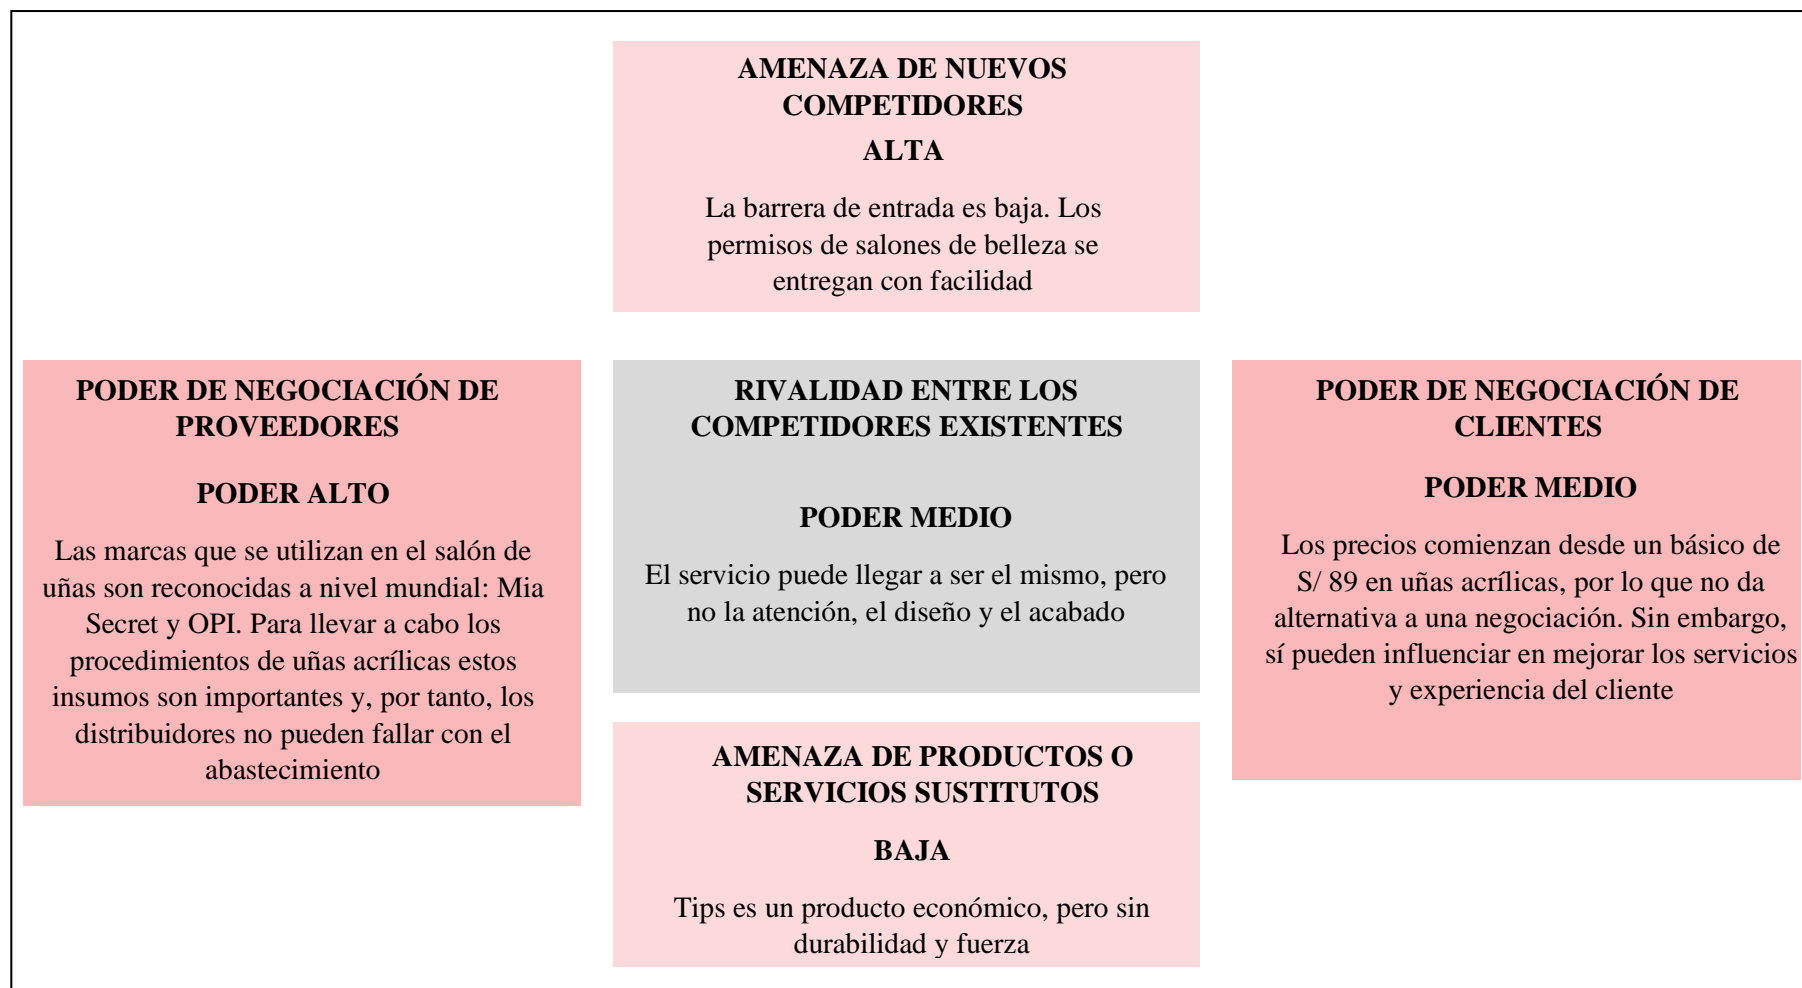 AMENAZA DE NUEVOS
COMPETIDORES
ALTA
La barrera de entrada es baja. Los
permisos de salones de belleza se
entregan con facilidad
PODER DE NEGOCIACIÓN DE
PROVEEDORES
PODER ALTO
Las marcas que se utilizan en el salón de
uñas son reconocidas a nivel mundial: Mia
Secret y OPI. Para llevar a cabo los
procedimientos de uñas acrílicas estos
insumos son importantes y, por tanto, los
distribuidores no pueden fallar con el
abastecimiento
RIVALIDAD ENTRE LOS
COMPETIDORES EXISTENTES
PODER MEDIO
El servicio puede llegar a ser el mismo, pero
no la atención, el diseño y el acabado
PODER DE NEGOCIACIÓN DE
CLIENTES
PODER MEDIO
Los precios comienzan desde un básico de
S/ 89 en uñas acrílicas, por lo que no da
alternativa a una negociación. Sin embargo,
sí pueden influenciar en mejorar los servicios
y experiencia del cliente
AMENAZA DE PRODUCTOS O
SERVICIOS SUSTITUTOS
BAJA
Tips es un producto económico, pero sin
durabilidad y fuerza